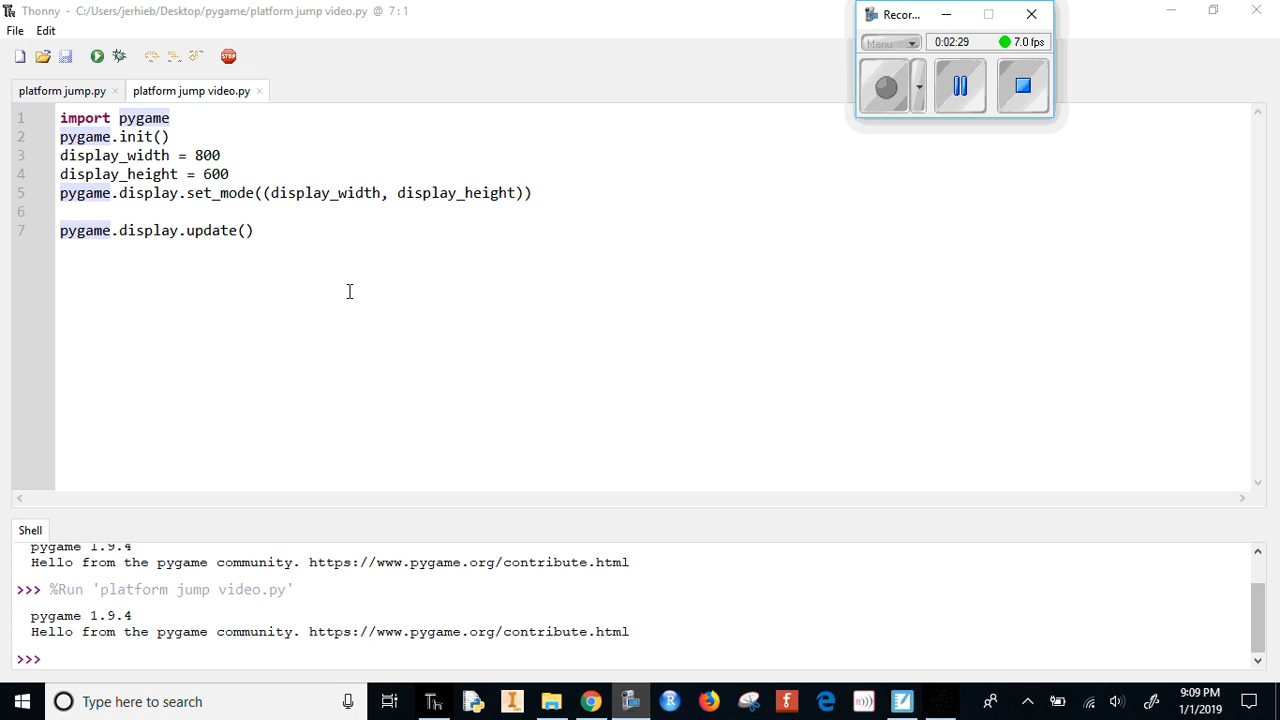 Thonny - C:/Users/jerhieb/Desktop/pygame/platform jump video.py @ 7 : 1
File Edit
Recor...
Menu 0:02:29 7.0 fps
platform jump.py × platform jump video.py ×
1 import pygame
2 pygame.init()
3 display_width = 800
4 display_height = 600
5 pygame.display.set_mode((display_width, display_height))
6
7 pygame.display.update()
Shell
pygame 1.9.4
Hello from the pygame community. https://www.pygame.org/contribute.html
>>> %Run 'platform jump video.py'
pygame 1.9.4
Hello from the pygame community. https://www.pygame.org/contribute.html
>>>
Type here to search
9:09 PM
1/1/2019